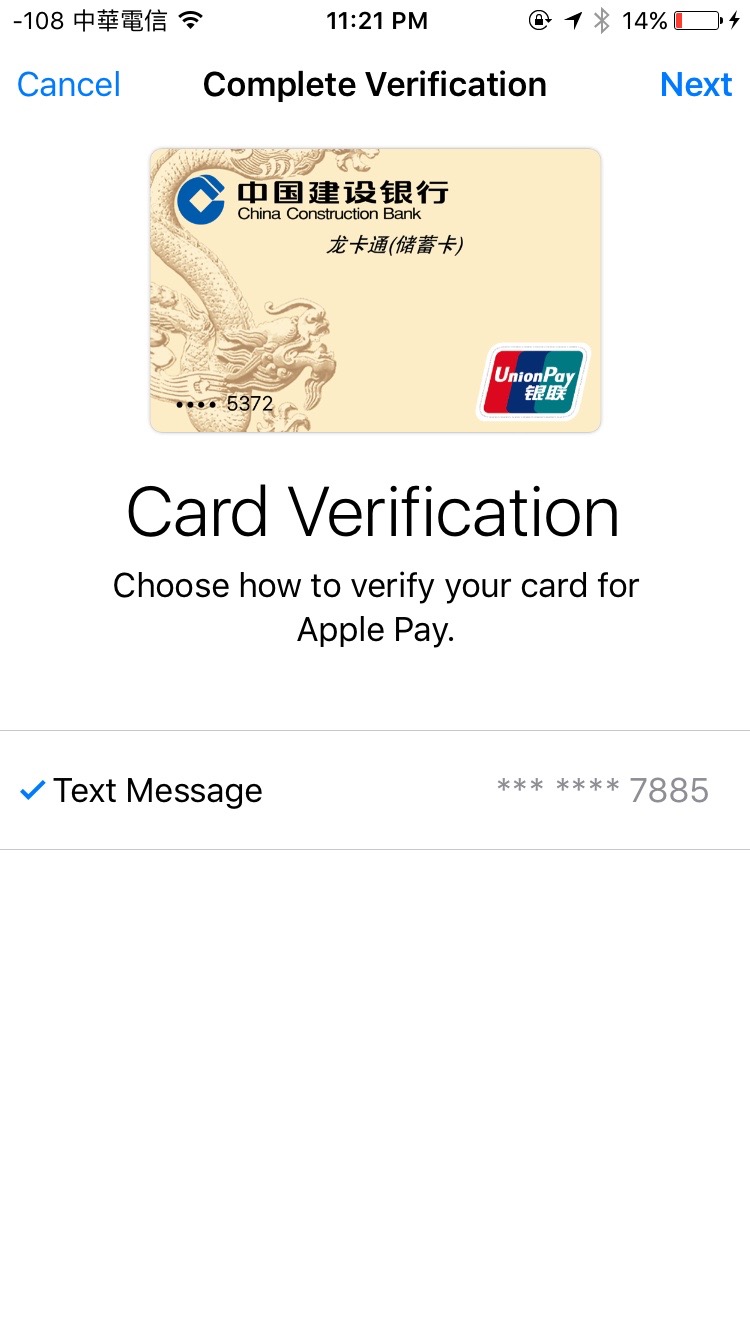 -108 中華電信 11:21 PM 14%
Cancel Complete Verification Next
中国建设银行
China Construction Bank
龙卡通(储蓄卡)
UnionPay
银联
•••• 5372
Card Verification
Choose how to verify your card for
Apple Pay.
Text Message *** **** 7885